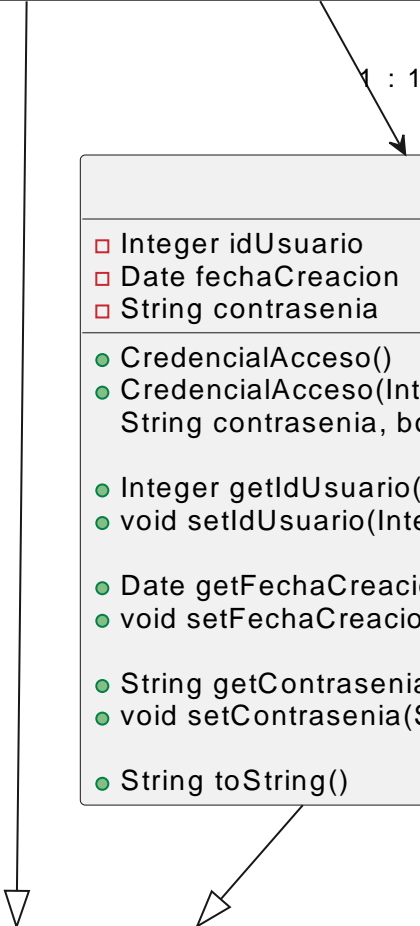 1 : 1
Integer idUsuario
Date fechaCreacion
String contrasenia
CredencialAcceso()
CredencialAcceso(Int
String contrasenia, bo
Integer getIdUsuario(
void setIdUsuario(Inte
Date getFechaCreaci
void setFechaCreacio
String getContrasenia
void setContrasenia(S
String toString()